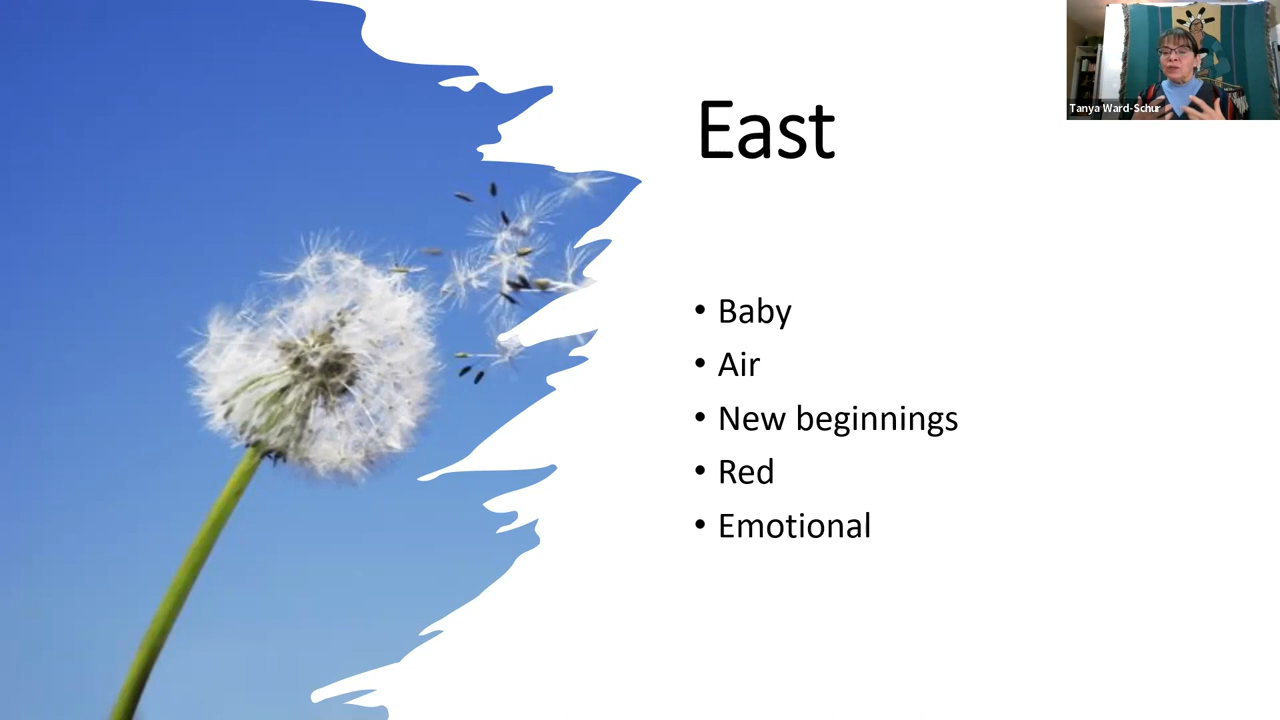 East
• Baby
• Air
• New beginnings
• Red
• Emotional
Tanya Ward-Schur